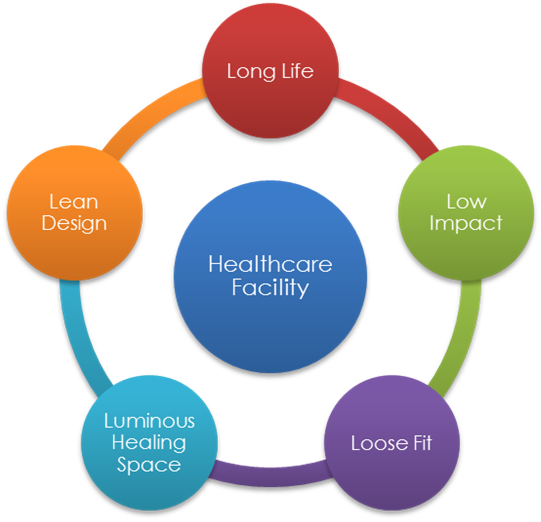 Long Life
Low
Impact
Loose Fit
Luminous
Healing
Space
Lean
Design
Healthcare
Facility